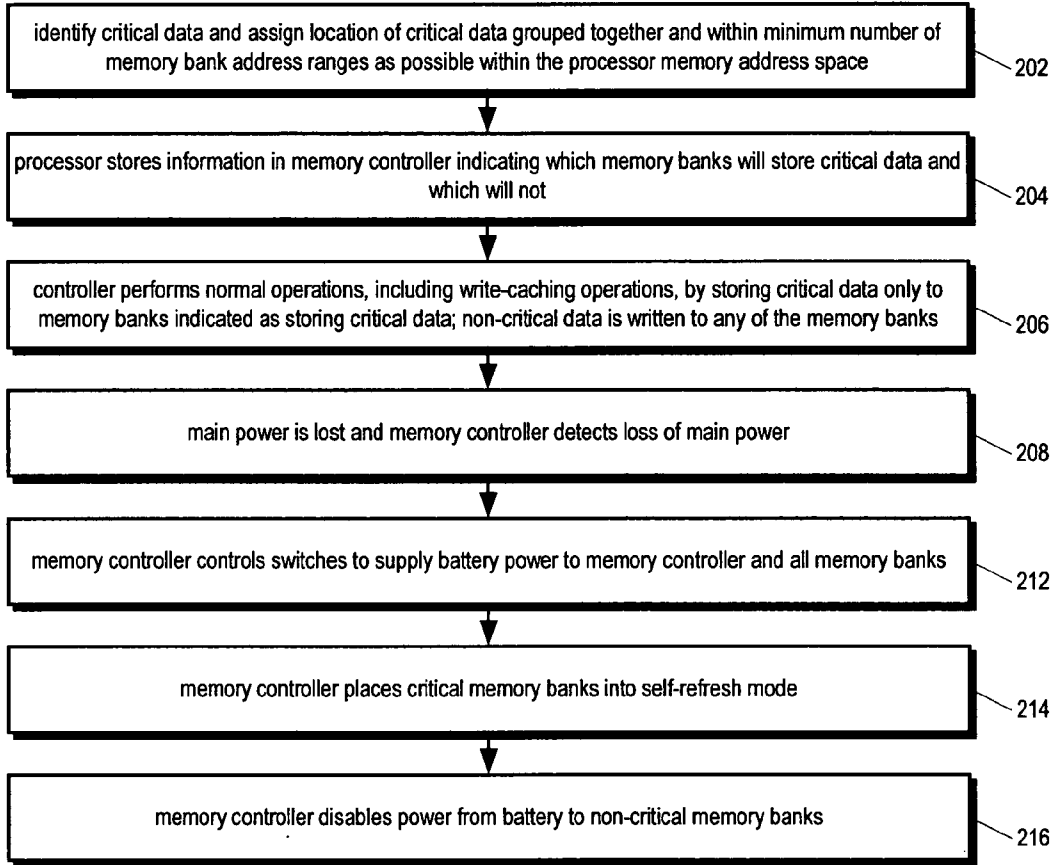 identify critical data and assign location of critical data grouped together and within minimum number of
memory bank address ranges as possible within the processor memory address space
202
processor stores information in memory controller indicating which memory banks will store critical data and
which will not
204
controller performs normal operations, including write-caching operations, by storing critical data only to
memory banks indicated as storing critical data; non-critical data is written to any of the memory banks
206
main power is lost and memory controller detects loss of main power
208
memory controller controls switches to supply battery power to memory controller and all memory banks
212
memory controller places critical memory banks into self-refresh mode
214
memory controller disables power from battery to non-critical memory banks
216